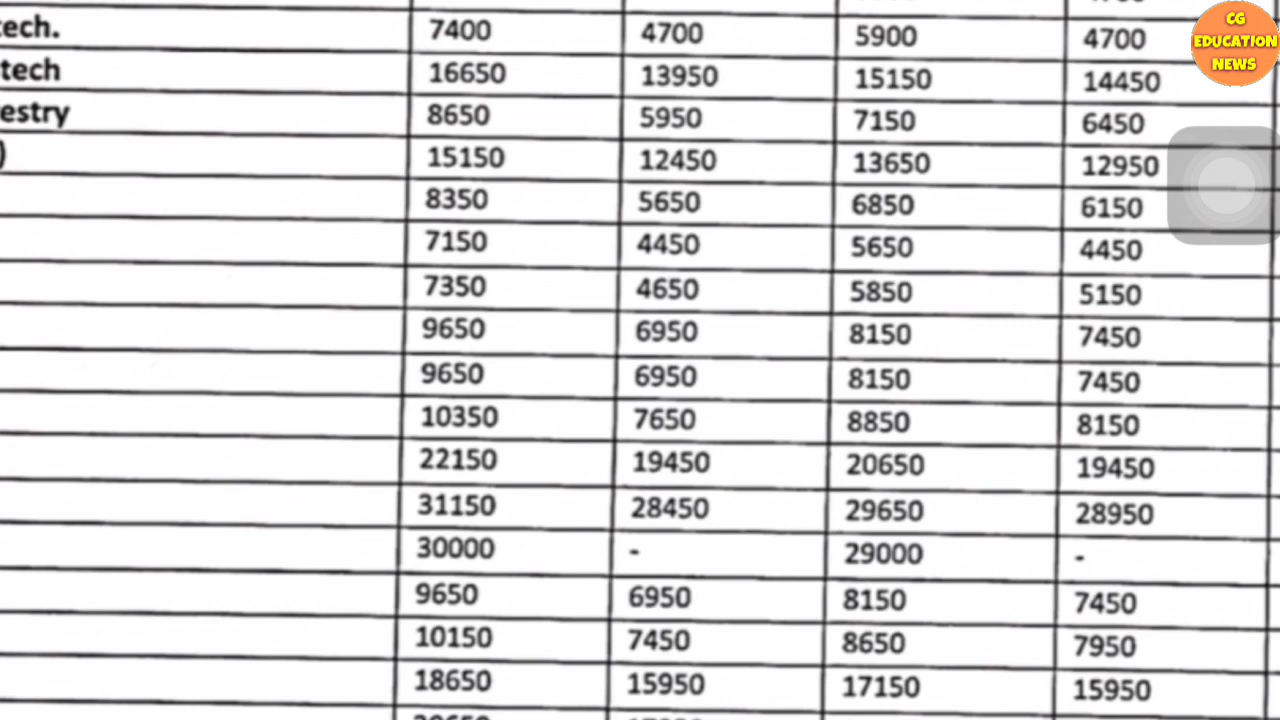 tech. 7400 4700 5900 4700
tech 16650 13950 15150 14450
estry 8650 5950 7150 6450
) 15150 12450 13650 12950
8350 5650 6850 6150
7150 4450 5650 4450
7350 4650 5850 5150
9650 6950 8150 7450
9650 6950 8150 7450
10350 7650 8850 8150
22150 19450 20650 19450
31150 28450 29650 28950
30000 - 29000 -
9650 6950 8150 7450
10150 7450 8650 7950
18650 15950 17150 15950
CG
EDUCATION
NEWS